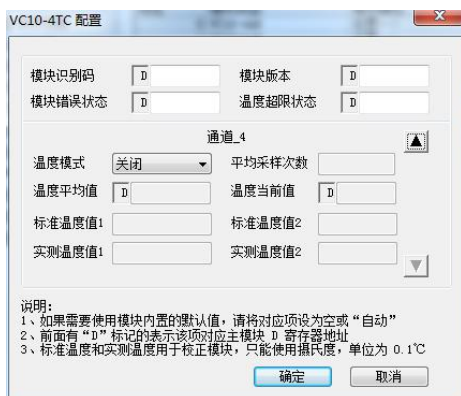 VC10-4TC 配置
模块识别码 D 模块版本 D
模块错误状态 D 温度超限状态 D
通道_4
温度模式 关闭 平均采样次数
温度平均值 D 温度当前值 D
标准温度值1 标准温度值2
实测温度值1 实测温度值2
说明:
1、如果需要使用模块内置的默认值，请将对应项设为空或“自动”
2、前面有“D”标记的表示该项对应主模块 D 寄存器地址
3、标准温度和实测温度用于校正模块，只能使用摄氏度，单位为 0.1℃
确定 取消